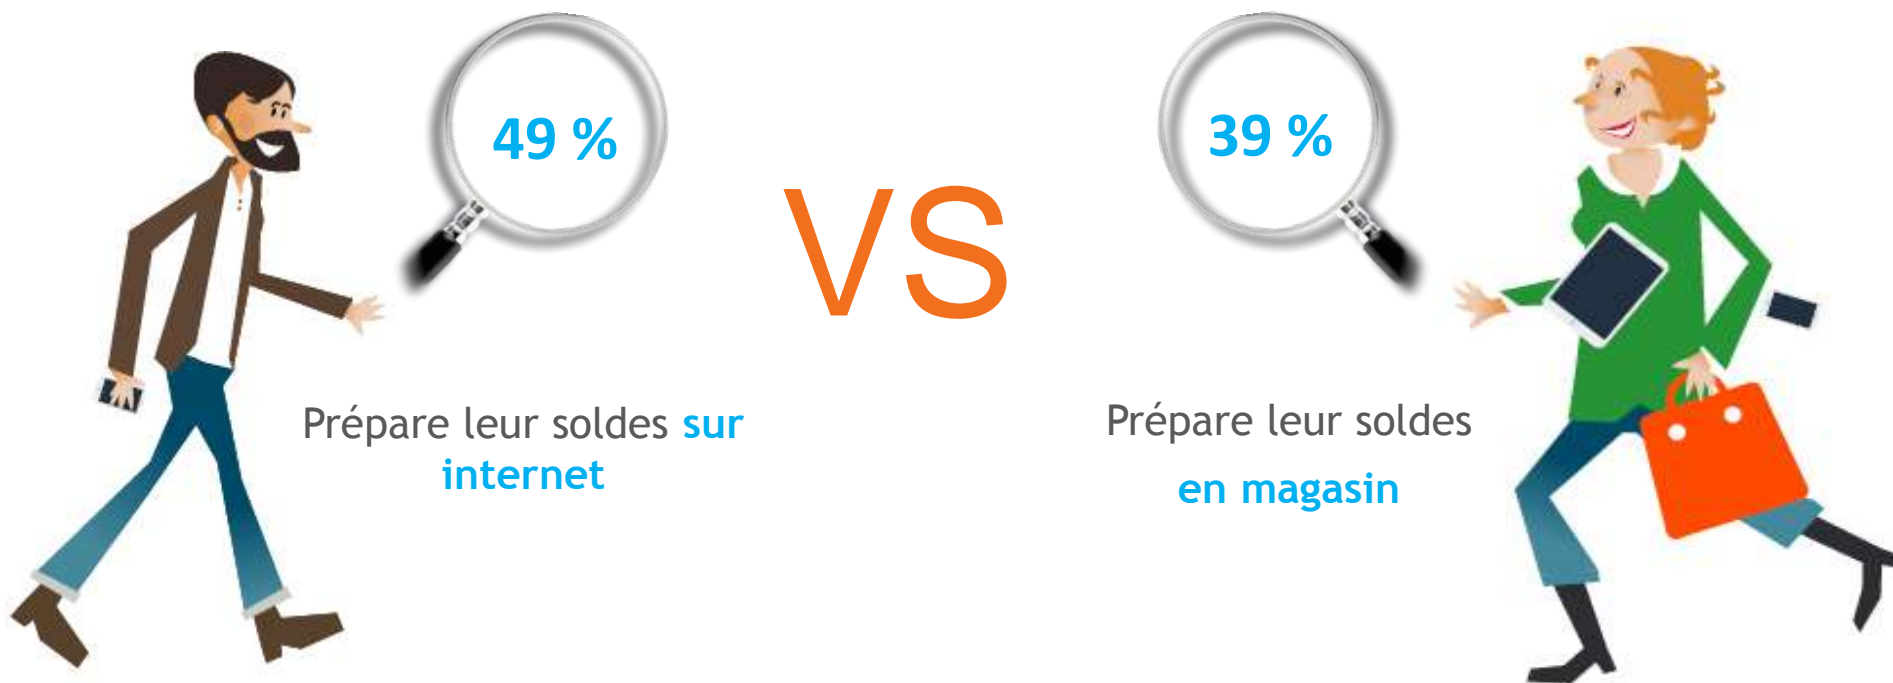 49 %
Prépare leur soldes sur
internet
VS
39 %
Prépare leur soldes
en magasin